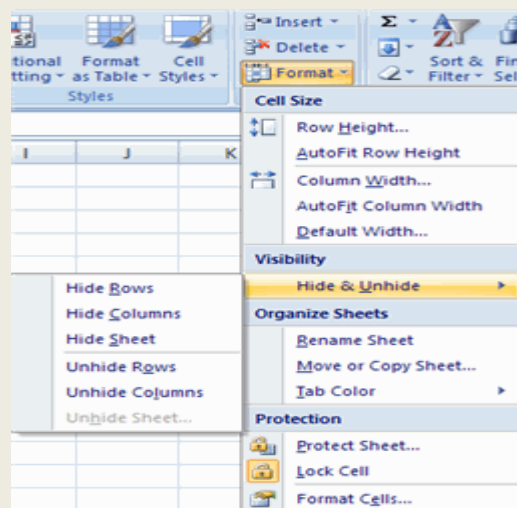 Insert
Σ
Delete
Format
tional Format Cell
tting as Table Styles
Sort & Fin
Filter Sel
Styles
Cell Size
Row Height...
AutoFit Row Height
Column Width...
AutoFit Column Width
Default Width...
Visibility
Hide & Unhide
Organize Sheets
Rename Sheet
Move or Copy Sheet...
Tab Color
Protection
Protect Sheet...
Lock Cell
Format Cells...
I J K
Hide Rows
Hide Columns
Hide Sheet
Unhide Rows
Unhide Columns
Unhide Sheet...